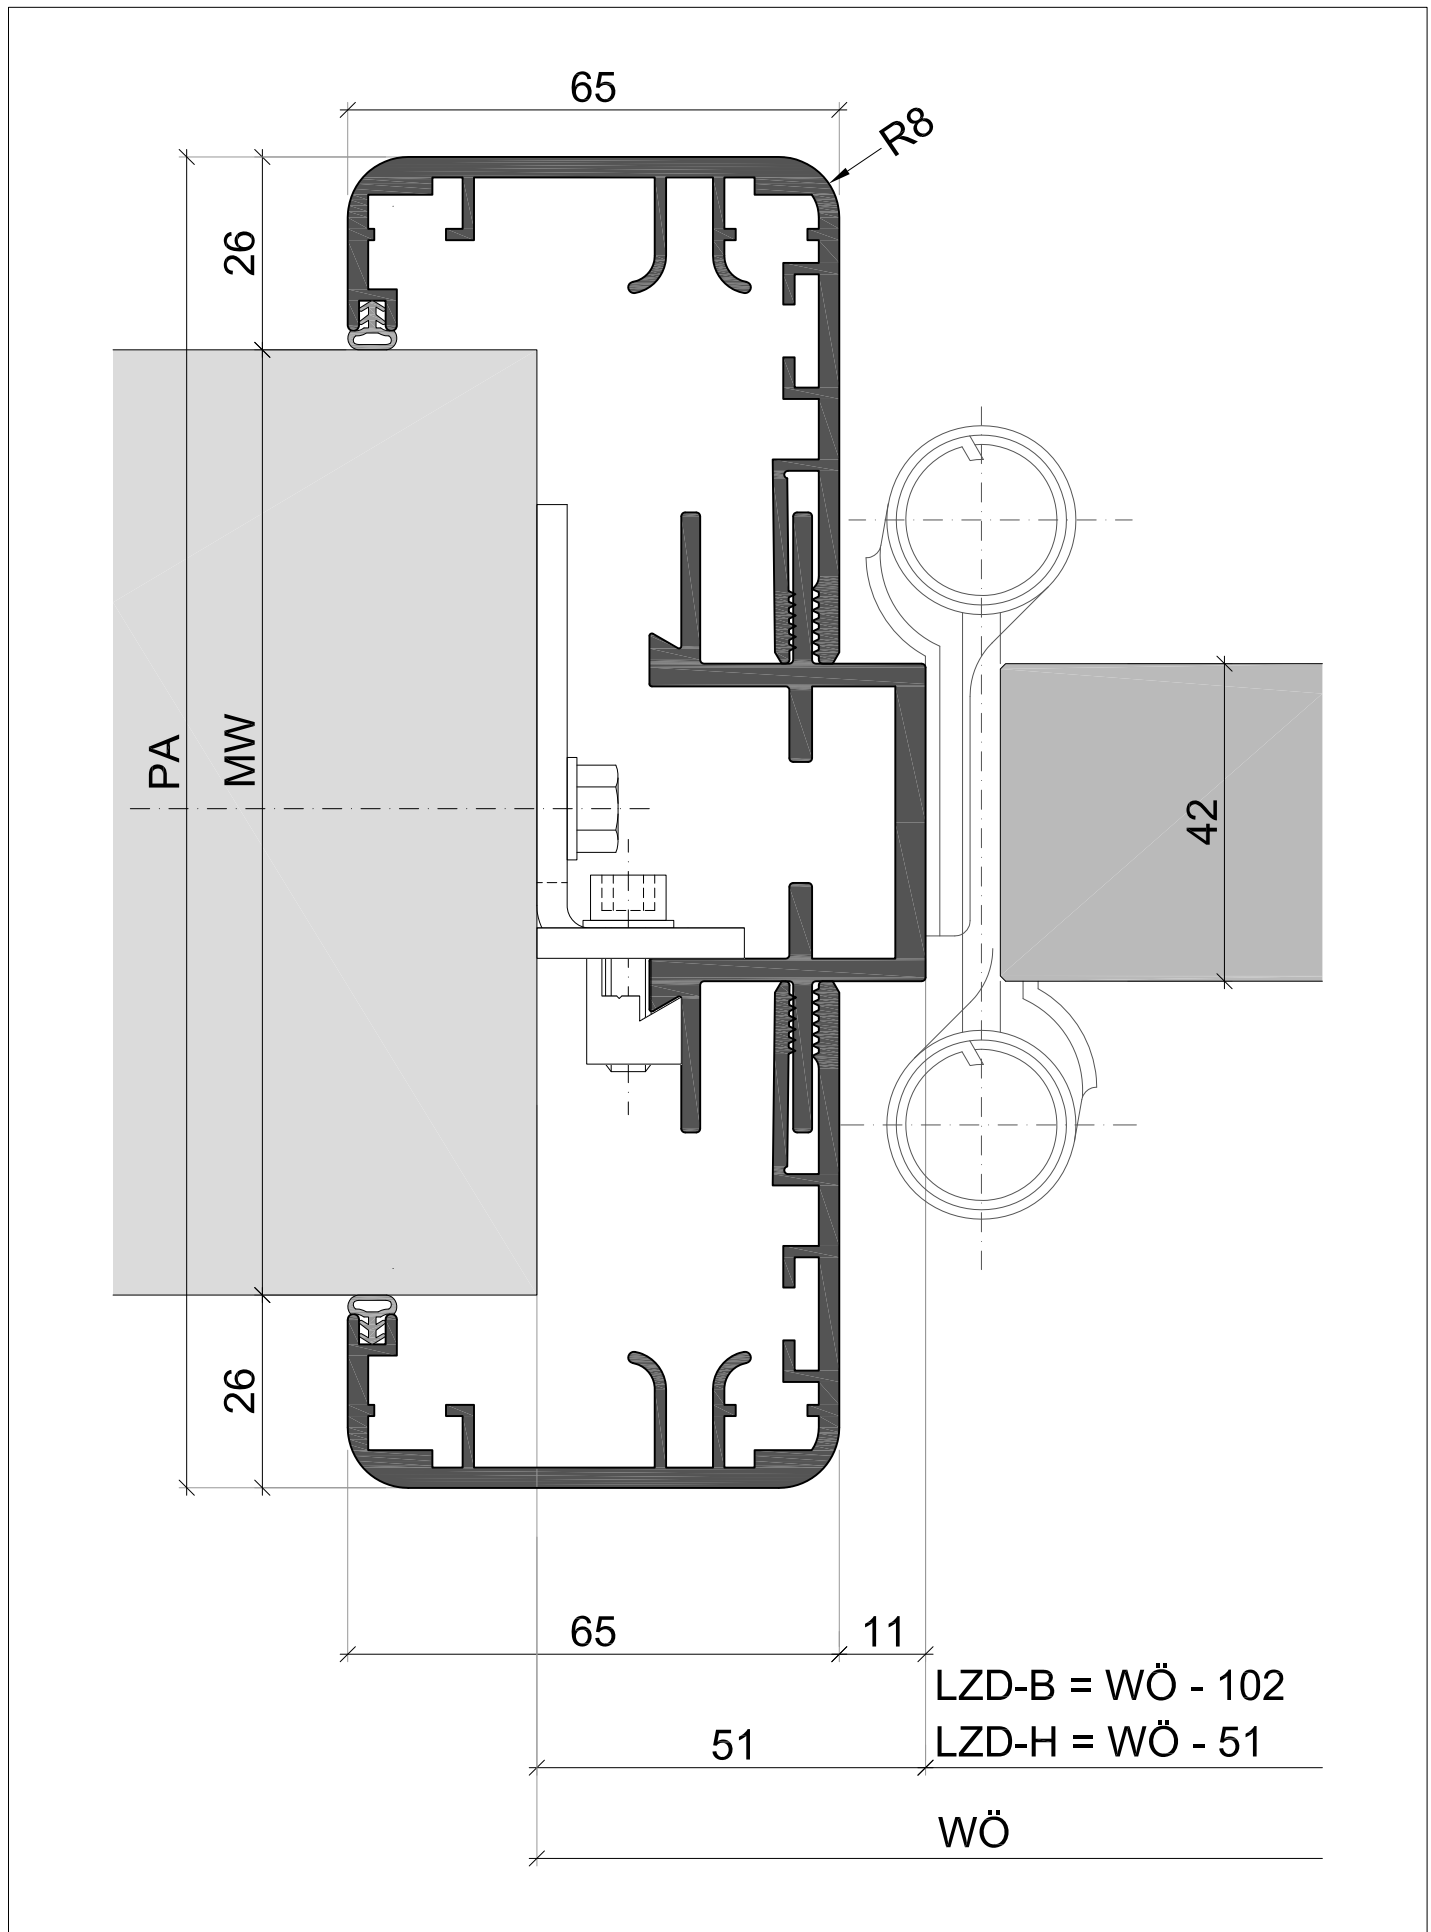 65
R8
26
PA
MW
42
26
65
11
LZD-B = WÖ - 102
51
LZD-H = WÖ - 51
WÖ